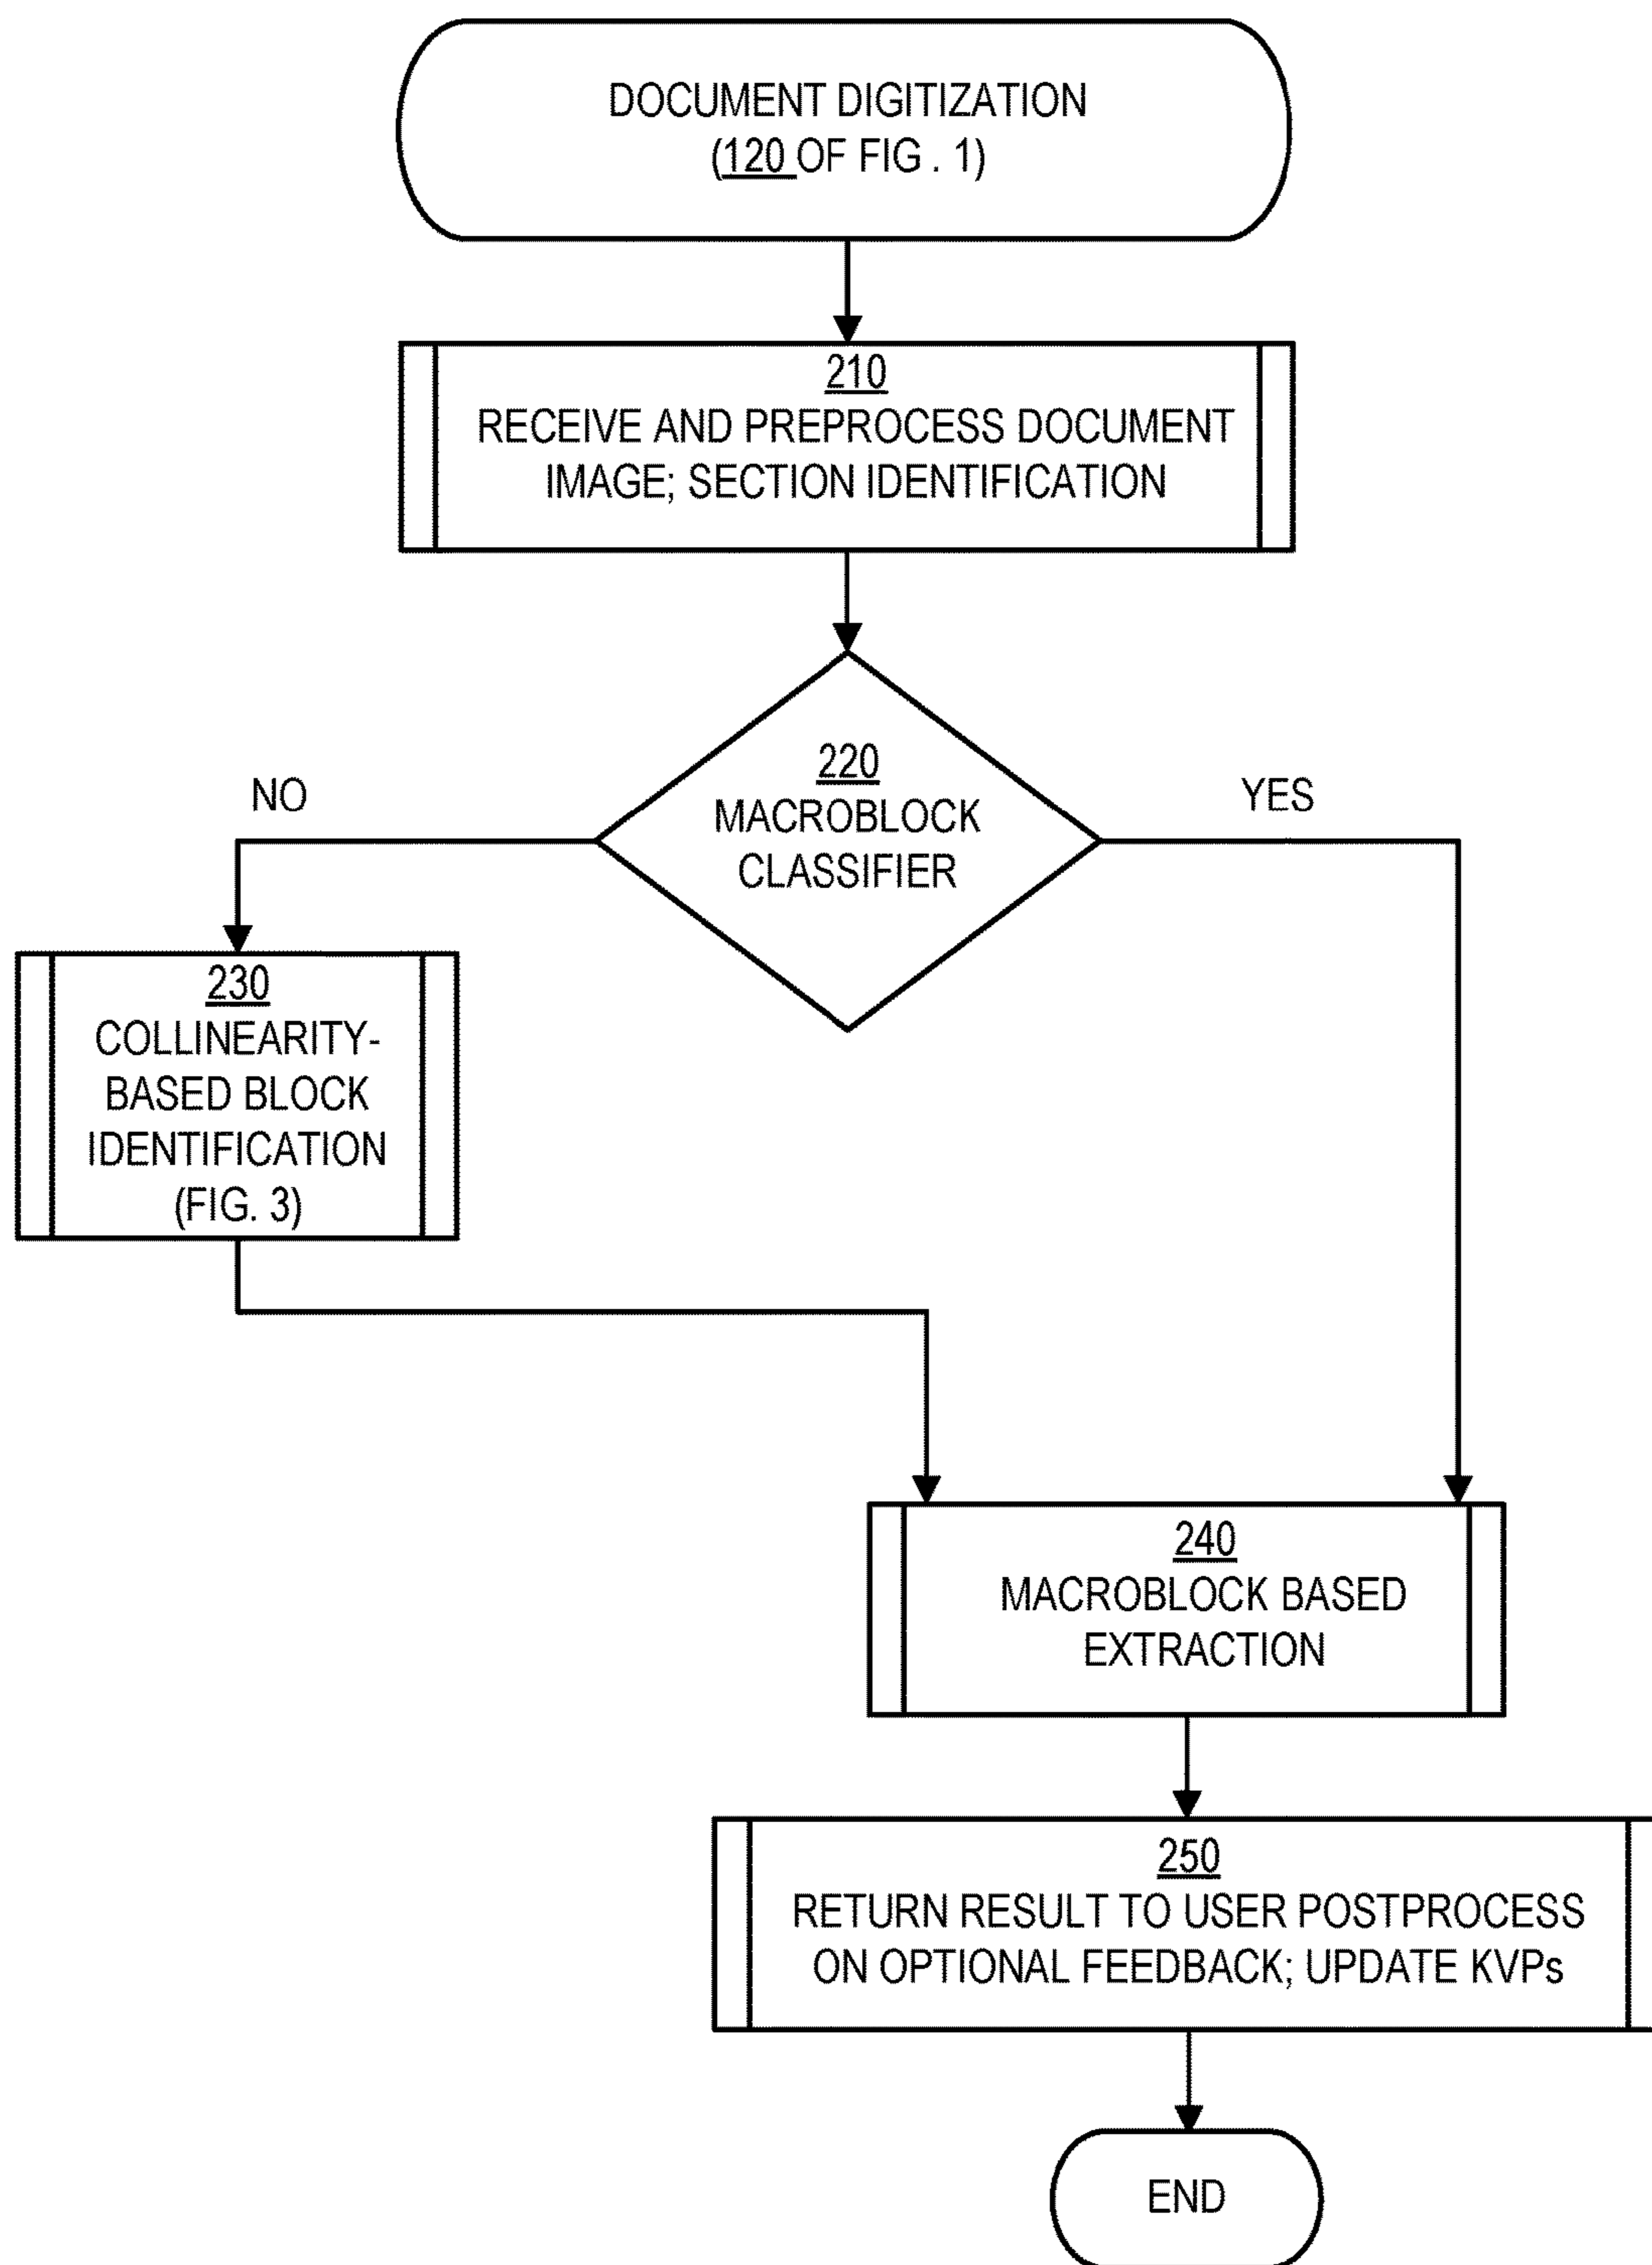 DOCUMENT DIGITIZATION
(120 OF FIG . 1)
210
RECEIVE AND PREPROCESS DOCUMENT
IMAGE; SECTION IDENTIFICATION
220
MACROBLOCK
CLASSIFIER
NO
YES
230
COLLINEARITY-
BASED BLOCK
IDENTIFICATION
(FIG. 3)
240
MACROBLOCK BASED
EXTRACTION
250
RETURN RESULT TO USER POSTPROCESS
ON OPTIONAL FEEDBACK; UPDATE KVPs
END